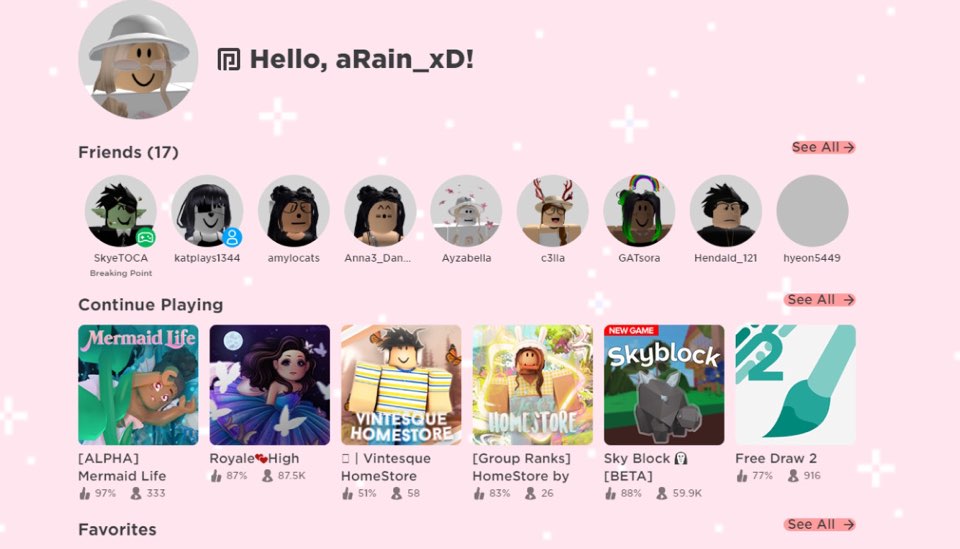 Hello, aRain_xD!
Friends (17)
See All →
SkyeTOCA
katplays1344
amylocats
Anna3_Dan...
Ayzabella
c3lla
GATsora
Hendald_121
hyeon5449
Breaking Point
Continue Playing
See All →
Mermaid Life
VINTESQUE
HOMESTORE
HOMESTORE
NEW GAME
Skyblock
2
[ALPHA]
Mermaid Life
Royale💕High
| Vintesque
HomeStore
[Group Ranks]
HomeStore by
Sky Block 👻
[BETA]
Free Draw 2
97% 333
87% 87.5K
51% 58
83% 26
88% 59.9K
77% 916
Favorites
See All →